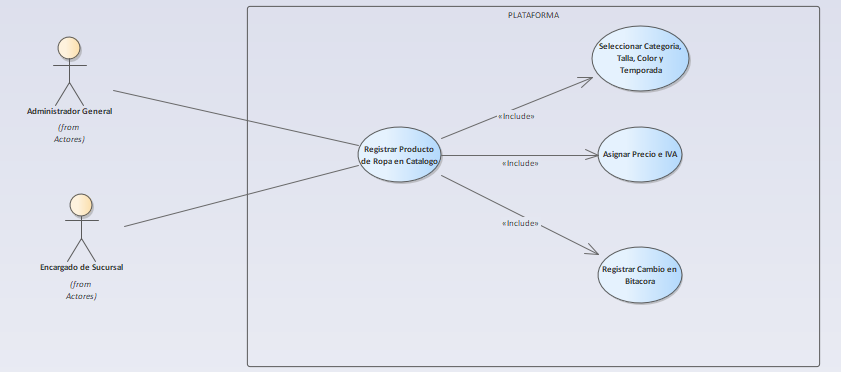 PLATAFORMA
Administrador General
(from
Actores)
Encargado de Sucursal
(from
Actores)
Registrar Producto
de Ropa en Catalogo
«Include»
«Include»
«Include»
Seleccionar Categoria,
Talla, Color y
Temporada
Asignar Precio e IVA
Registrar Cambio en
Bitacora